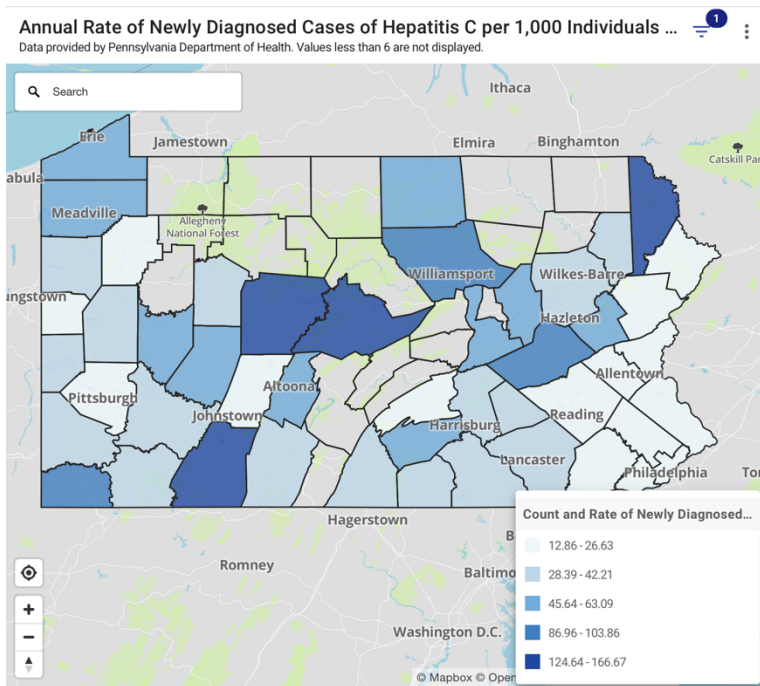 Annual Rate of Newly Diagnosed Cases of Hepatitis C per 1,000 Individuals ...
1
Data provided by Pennsylvania Department of Health. Values less than 6 are not displayed.
Search
Ithaca
Erie
Jamestown
Elmira
Binghamton
Catskill Par
abula
Meadville
Allegheny
National Forest
Williamsport
Wilkes-Barre
ungstown
Hazleton
Pittsburgh
Altoona
Allentown
Johnstown
Reading
Harrisburg
Lancaster
Philadelphia
To
Hagerstown
Romney
Baltimo
Washington D.C.
B
Count and Rate of Newly Diagnosed...
12.86 - 26.63
28.39 - 42.21
45.64 - 63.09
86.96 - 103.86
124.64 - 166.67
© Mapbox © Open